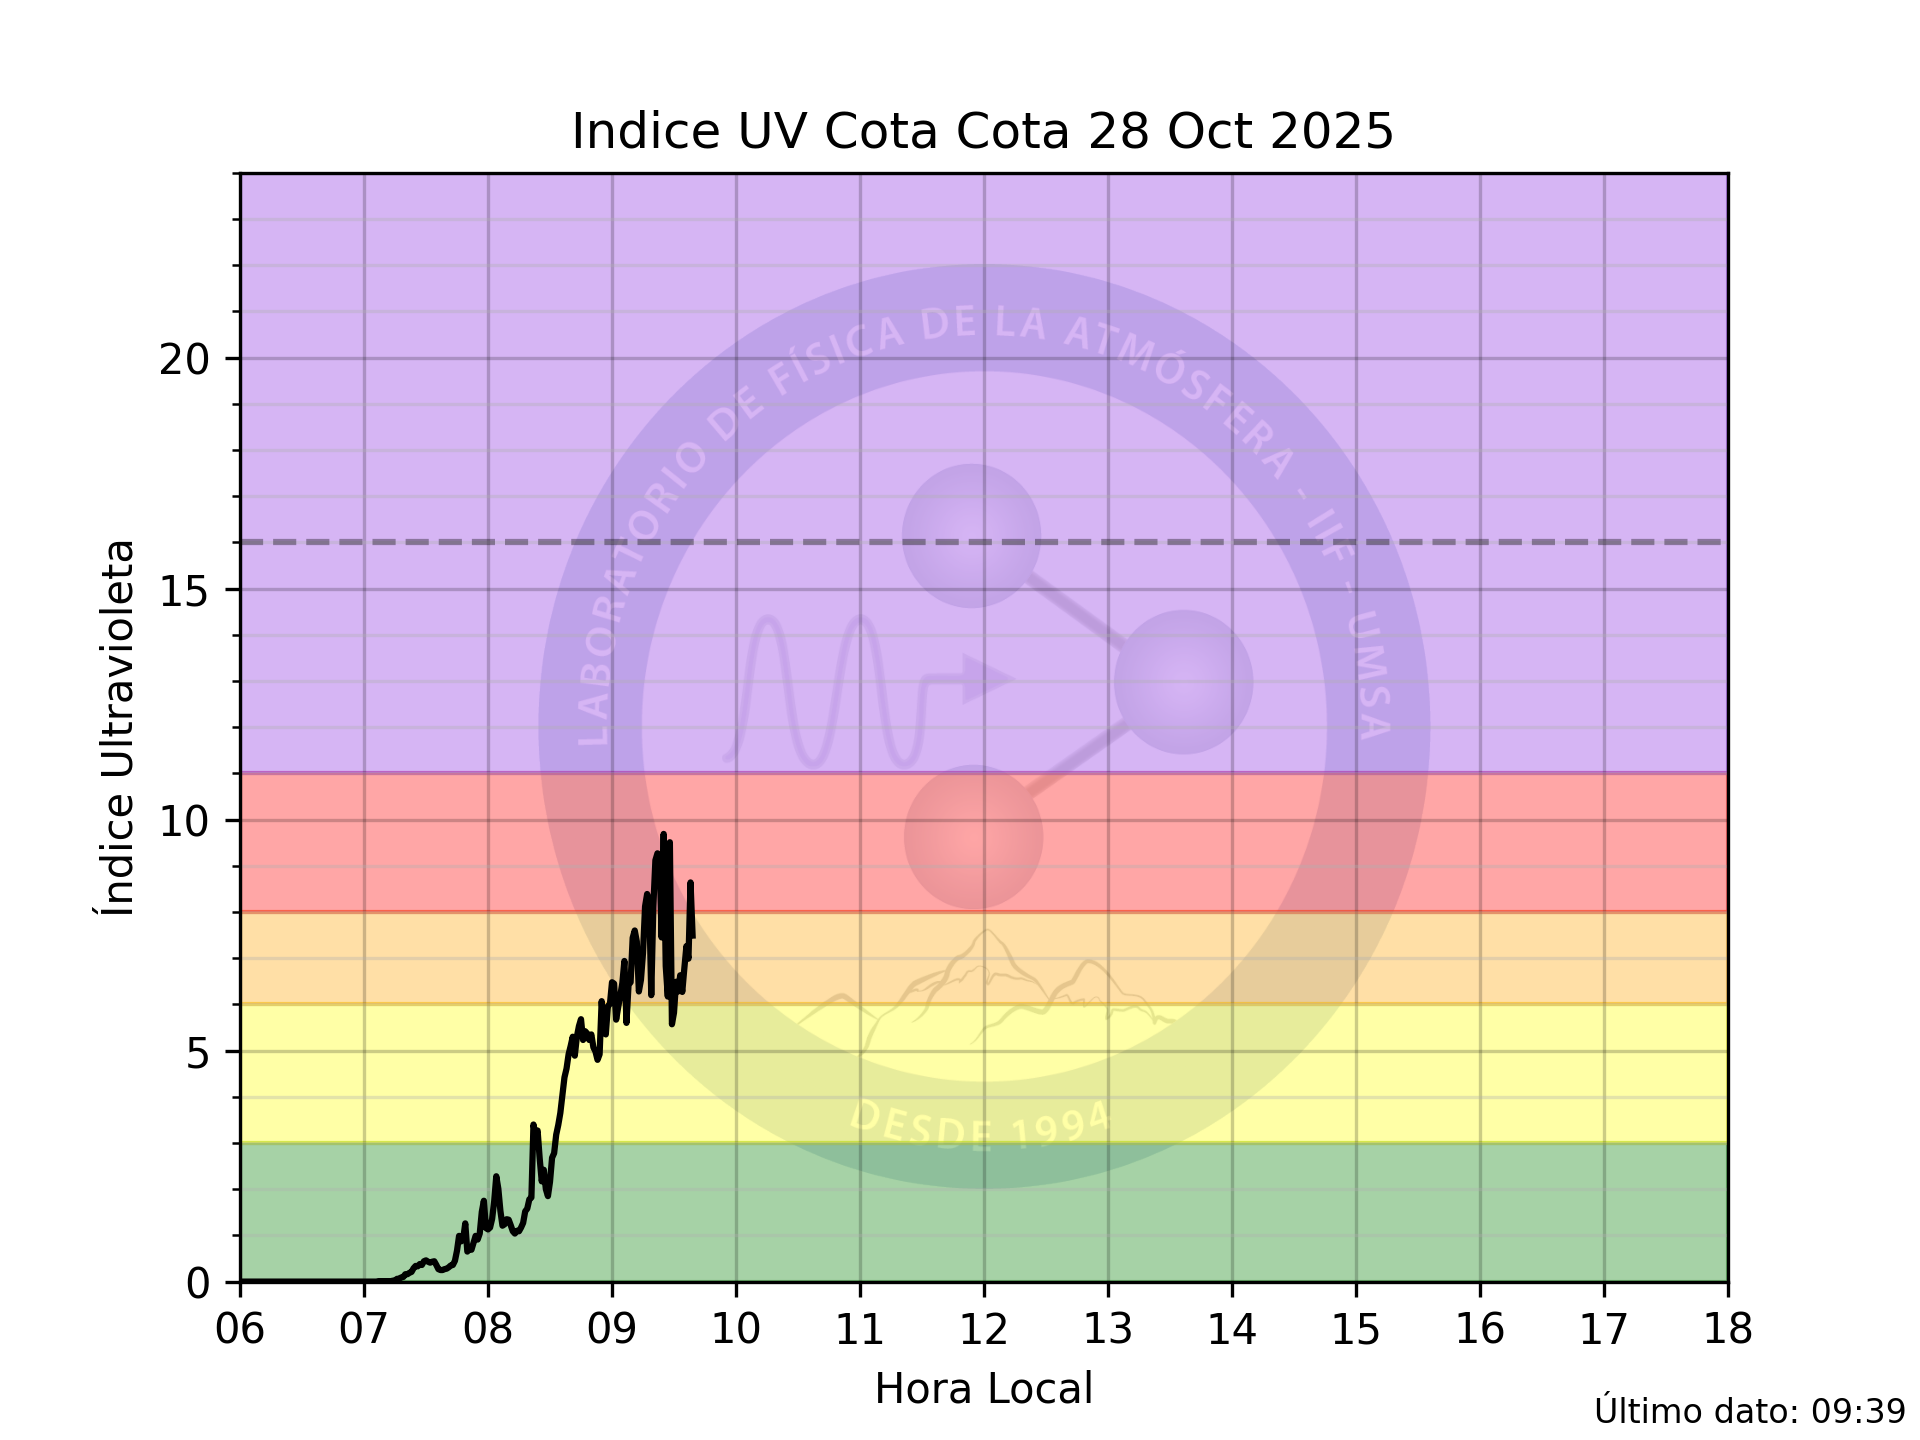 Indice UV Cota Cota 28 Oct 2025
Índice Ultravioleta
20
15
10
5
0
LABORATORIO DE FÍSICA DE LA ATMÓSFERA - IIF - UMSA
DESDE 1994
06 07 08 09 10 11 12 13 14 15 16 17 18
Hora Local
Último dato: 09:39